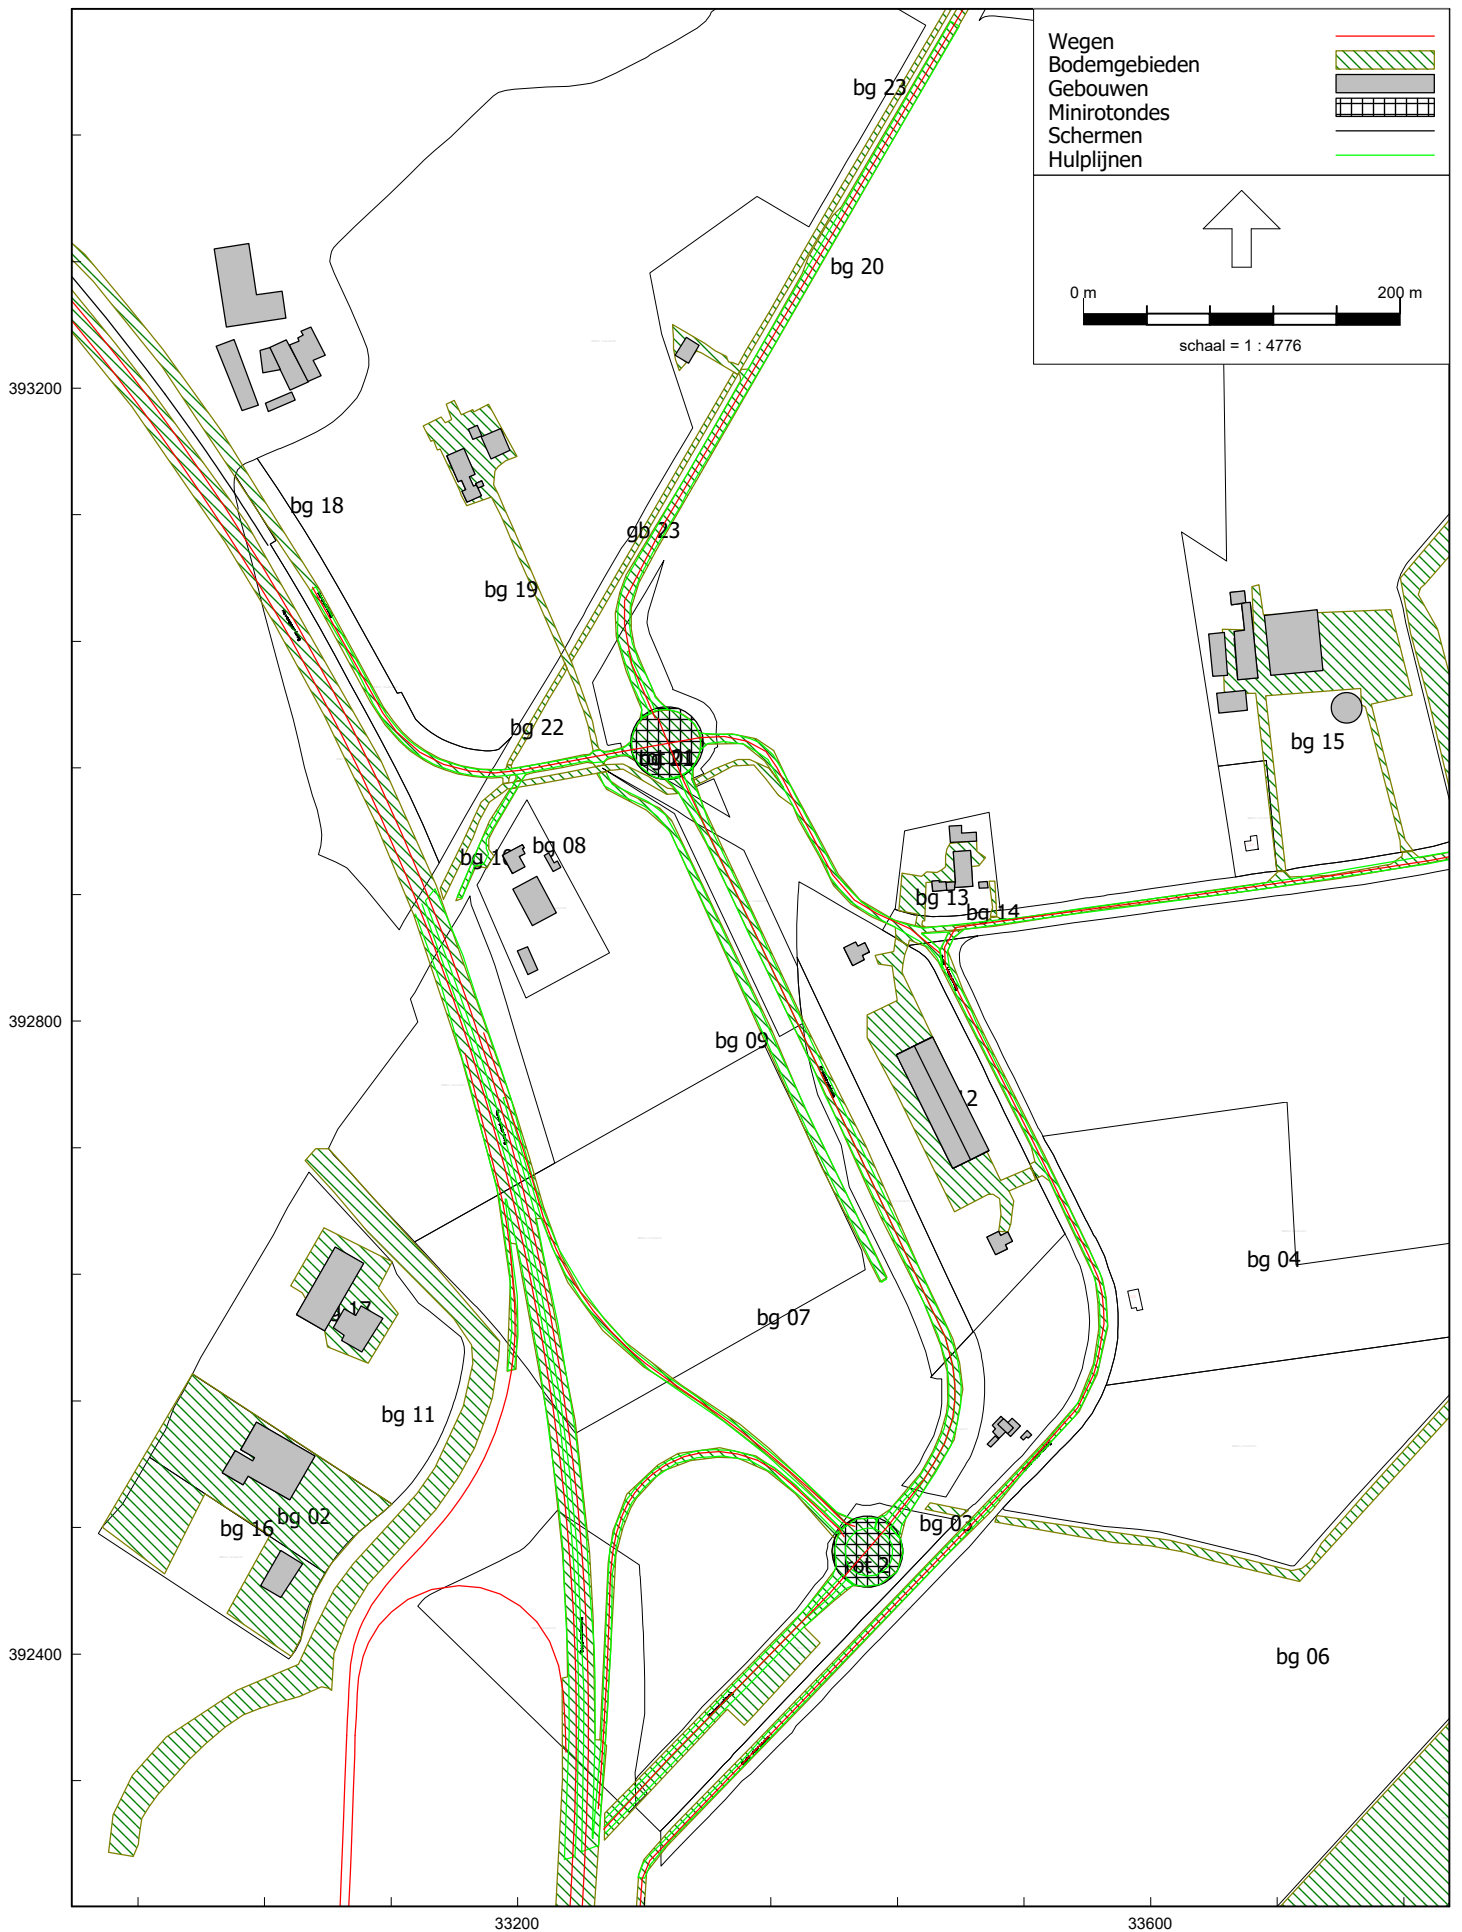 Wegen
Bodemgebieden
Gebouwen
Minirotondes
Schermen
Hulplijnen
0 m 200 m
schaal = 1 : 4776
bg 23
bg 20
393200
bg 18
gb 23
bg 19
bg 22
bg 15
bg 08
bg 13
bg 14
392800
bg 09
bg 04
bg 07
bg 11
bg 02
bg 16
bg 03
rot 2
bg 06
392400
33200
33600